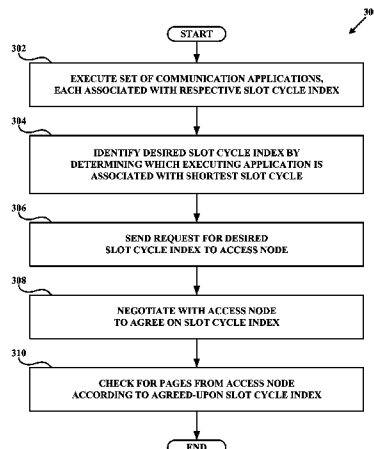 30
START
302
EXECUTE SET OF COMMUNICATION APPLICATIONS,
EACH ASSOCIATED WITH RESPECTIVE SLOT CYCLE INDEX
304
IDENTIFY DESIRED SLOT CYCLE INDEX BY
DETERMINING WHICH EXECUTING APPLICATION IS
ASSOCIATED WITH SHORTEST SLOT CYCLE
306
SEND REQUEST FOR DESIRED
SLOT CYCLE INDEX TO ACCESS NODE
308
NEGOTIATE WITH ACCESS NODE
TO AGREE ON SLOT CYCLE INDEX
310
CHECK FOR PAGES FROM ACCESS NODE
ACCORDING TO AGREED-UPON SLOT CYCLE INDEX
END